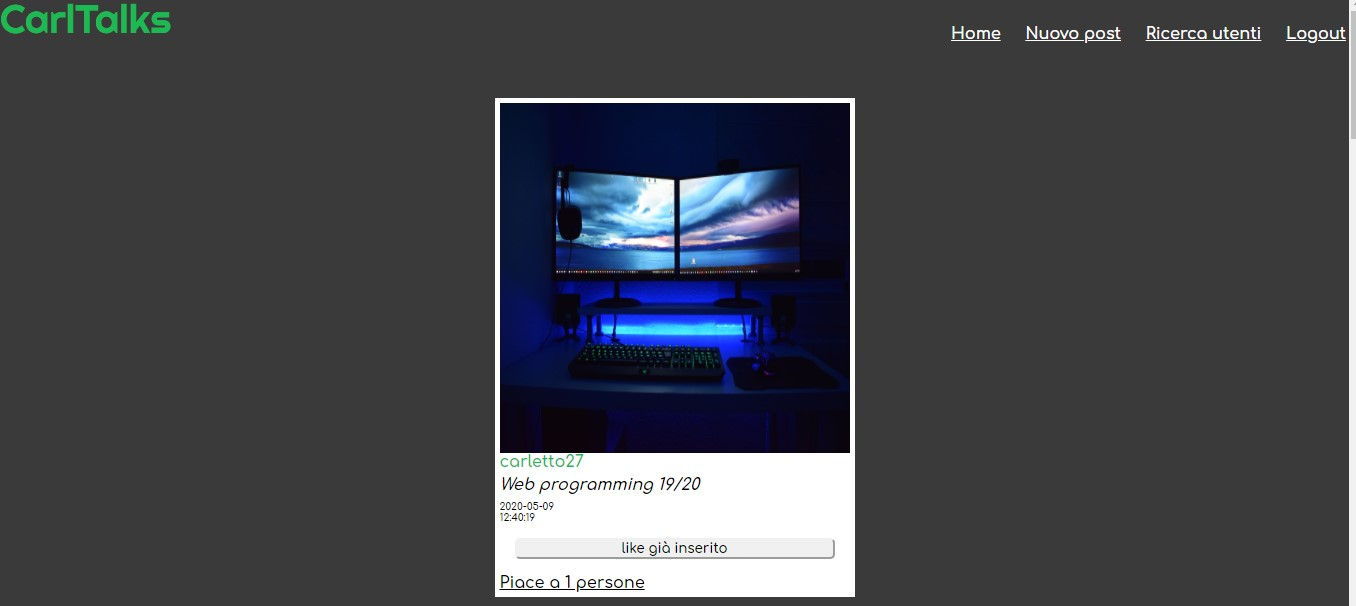 CarlTalks
Home Nuovo post Ricerca utenti Logout
carletto27
Web programming 19/20
2020-05-09
12:40:19
like già inserito
Piace a 1 persone